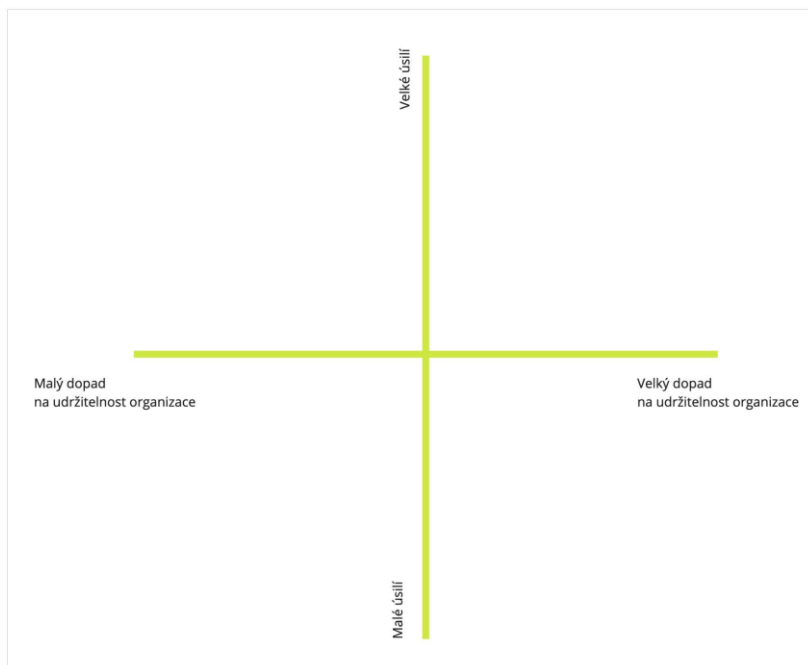 Velké úsilí
Malý dopad
na udržitelnost organizace
Velký dopad
na udržitelnost organizace
Malé úsilí